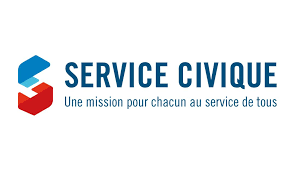 SERVICE CIVIQUE
Une mission pour chacun au service de tous